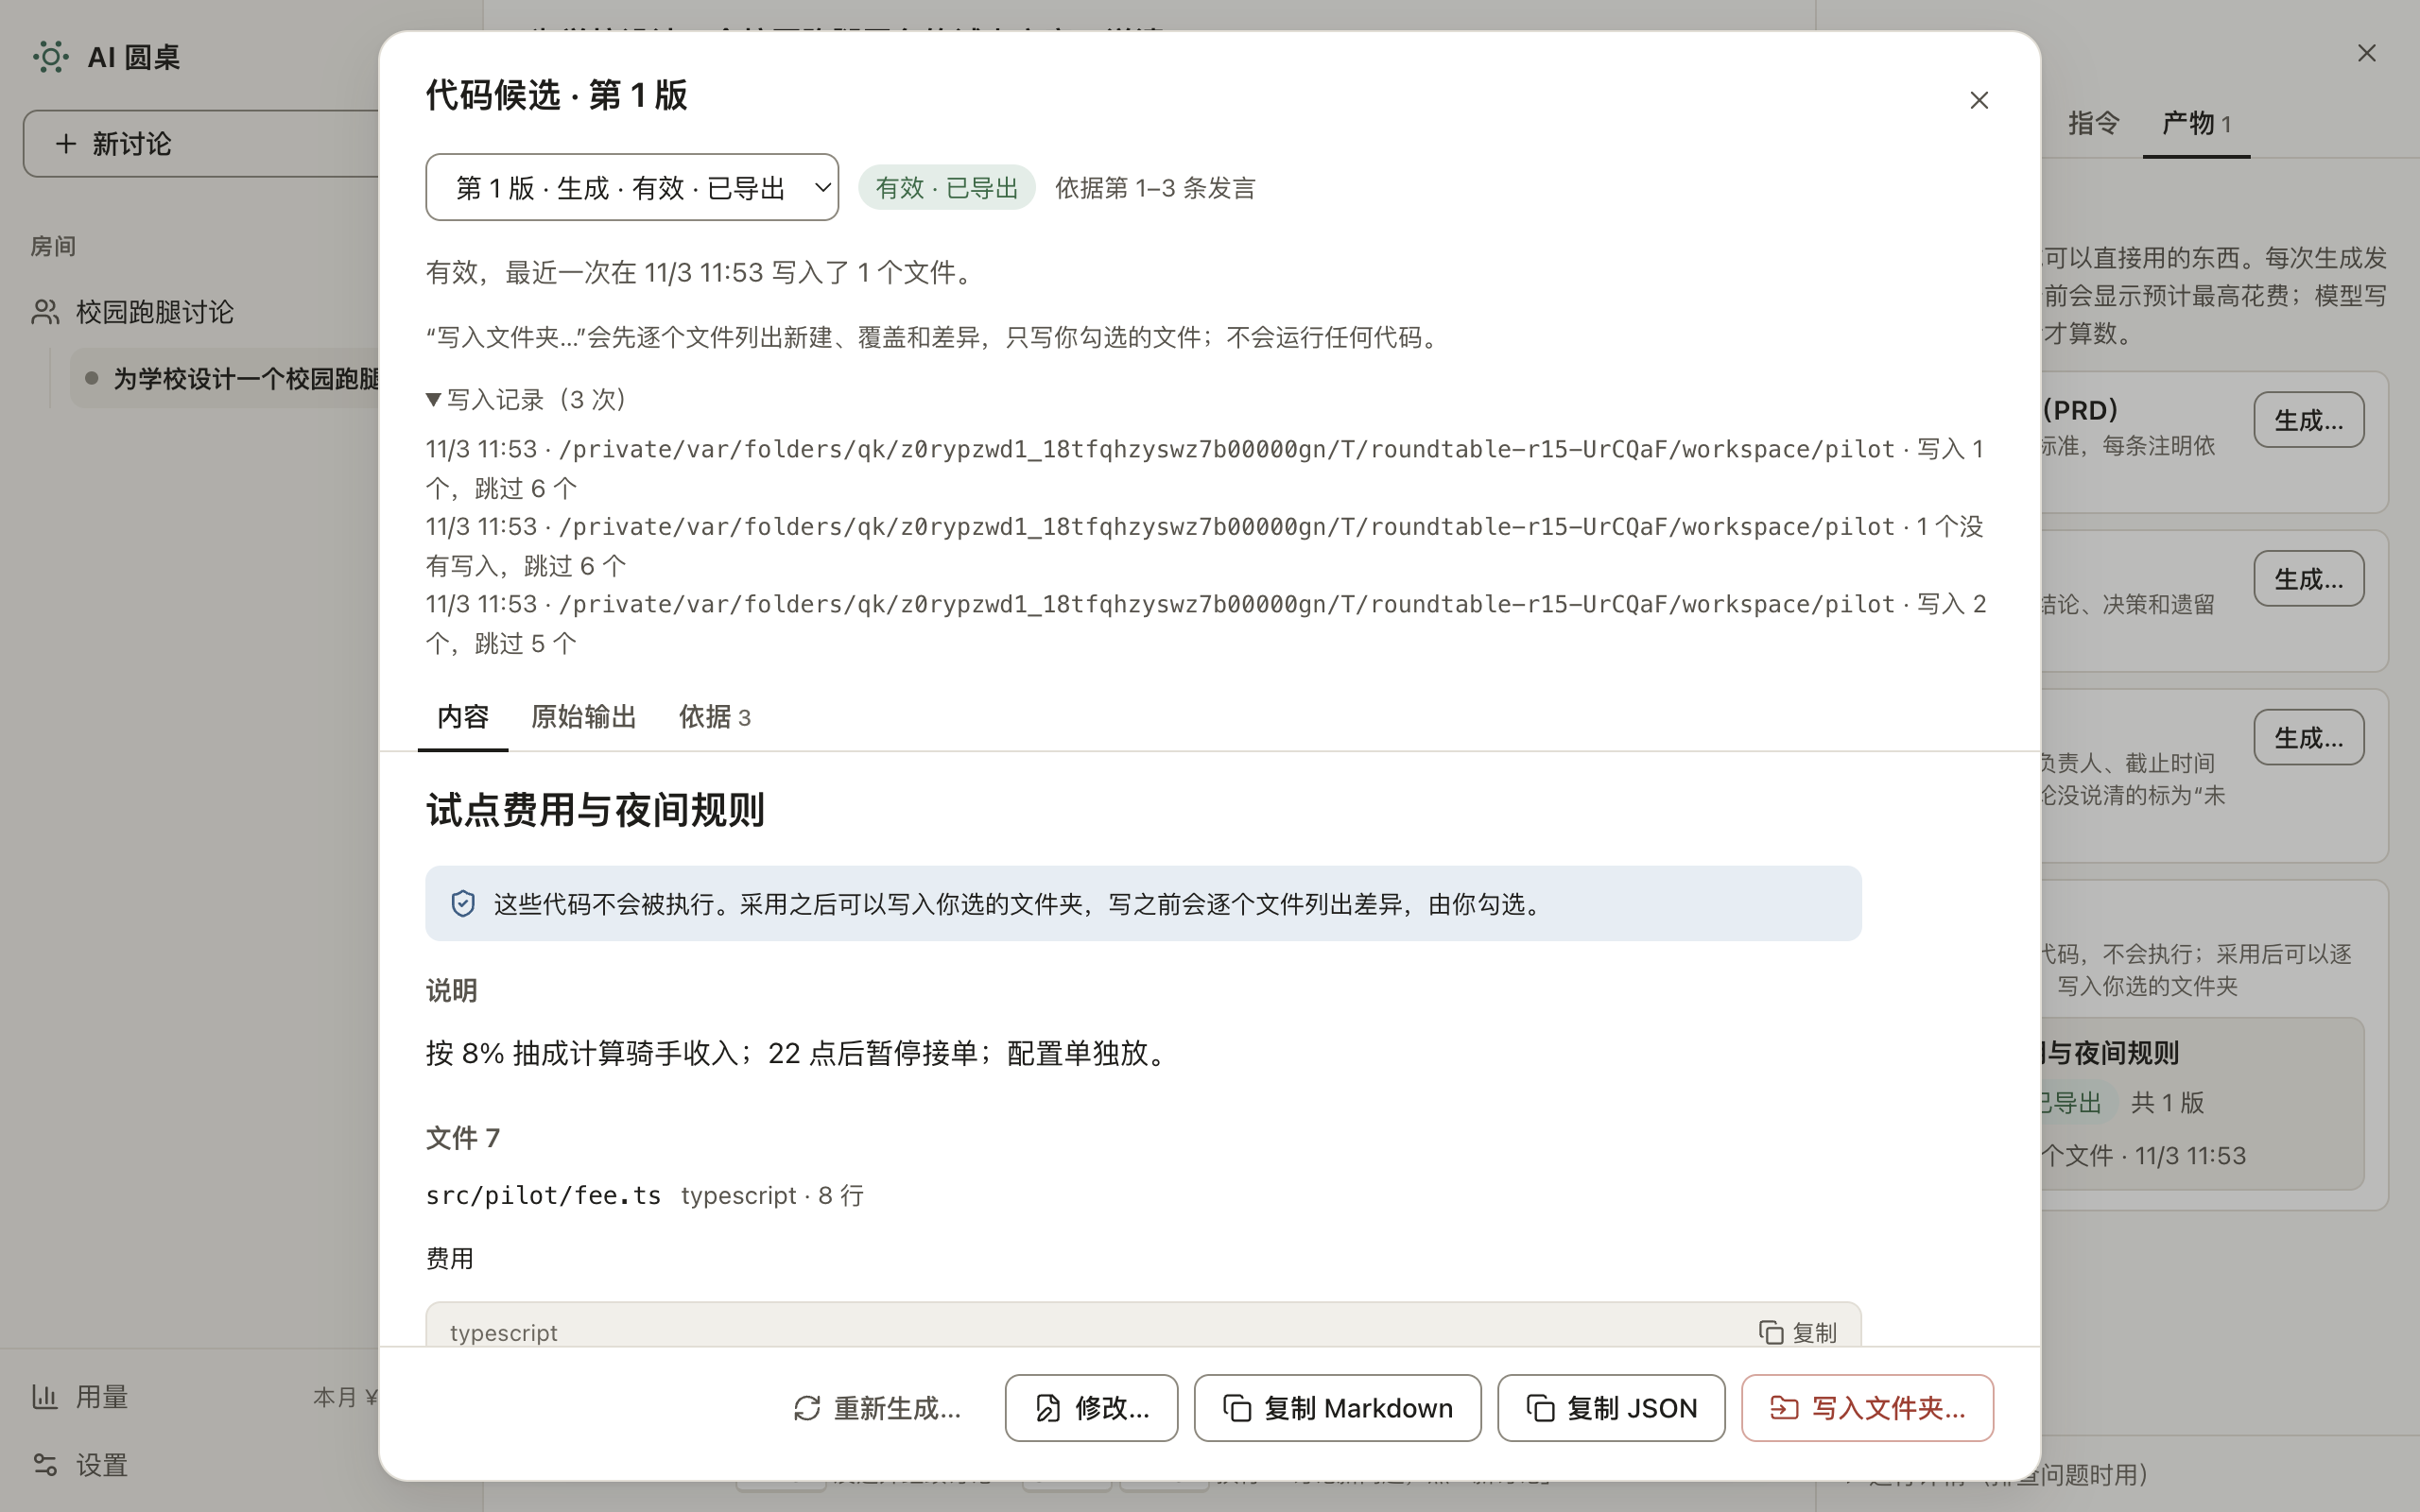 AI 圆桌
新讨论
房间
校园跑腿讨论
为学校设计一个校园跑腿
用量
本月 ¥
设置
代码候选 · 第 1 版
第 1 版 · 生成 · 有效 · 已导出
有效 · 已导出
依据第 1–3 条发言
有效，最近一次在 11/3 11:53 写入了 1 个文件。
“写入文件夹…”会先逐个文件列出新建、覆盖和差异，只写你勾选的文件；不会运行任何代码。
▼写入记录（3 次）
11/3 11:53 · /private/var/folders/qk/z0rypzwd1_18tfqhzyswz7b00000gn/T/roundtable-r15-UrCQaF/workspace/pilot · 写入 1
个，跳过 6 个
11/3 11:53 · /private/var/folders/qk/z0rypzwd1_18tfqhzyswz7b00000gn/T/roundtable-r15-UrCQaF/workspace/pilot · 1 个没
有写入，跳过 6 个
11/3 11:53 · /private/var/folders/qk/z0rypzwd1_18tfqhzyswz7b00000gn/T/roundtable-r15-UrCQaF/workspace/pilot · 写入 2
个，跳过 5 个
内容
原始输出
依据 3
试点费用与夜间规则
这些代码不会被执行。采用之后可以写入你选的文件夹，写之前会逐个文件列出差异，由你勾选。
说明
按 8% 抽成计算骑手收入；22 点后暂停接单；配置单独放。
文件 7
src/pilot/fee.ts typescript · 8 行
费用
typescript
复制
重新生成…
修改…
复制 Markdown
复制 JSON
写入文件夹…
指令
产物 1
可以直接用的东西。每次生成发
前会显示预计最高花费；模型写
才算数。
（PRD）
生成…
标准，每条注明依
生成…
结论、决策和遗留
生成…
负责人、截止时间
论没说清的标为“未
代码，不会执行；采用后可以逐
写入你选的文件夹
与夜间规则
已导出
共 1 版
个文件 · 11/3 11:53
问题时用）